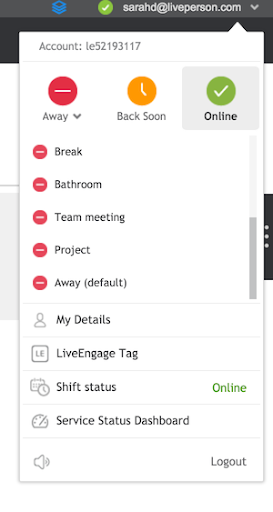 sarahd@liveperson.com
Account: le52193117
Away
Back Soon
Online
Break
Bathroom
Team meeting
Project
Away (default)
My Details
LE
LiveEngage Tag
Shift status
Online
Service Status Dashboard
Logout